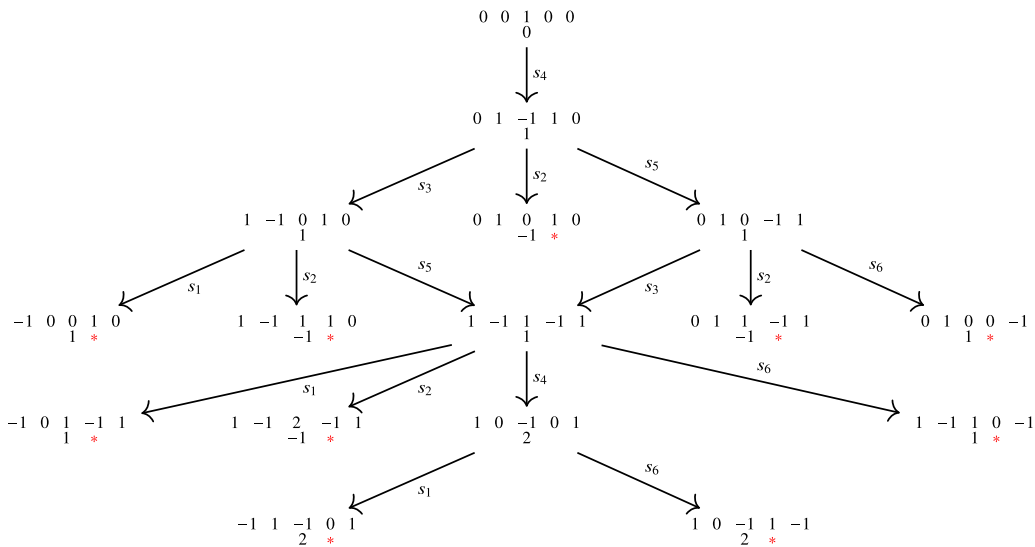 0 0 1 0 0
0
s₄
0 1 −1 1 0
1
s₃ s₂ s₅
1 −1 0 1 0 0 1 0 1 0 0 1 0 −1 1
1 −1 * 1
s₁ s₂ s₅ s₃ s₂ s₆
−1 0 0 1 0 1 −1 1 1 0 1 −1 1 −1 1 0 1 1 −1 1 0 1 0 0 −1
1 * −1 * 1 −1 * 1 *
s₁ s₂ s₄ s₆
−1 0 1 −1 1 1 −1 2 −1 1 1 0 −1 0 1 1 −1 1 0 −1
1 * −1 * 2 1 *
s₁ s₆
−1 1 −1 0 1 1 0 −1 1 −1
2 * 2 *